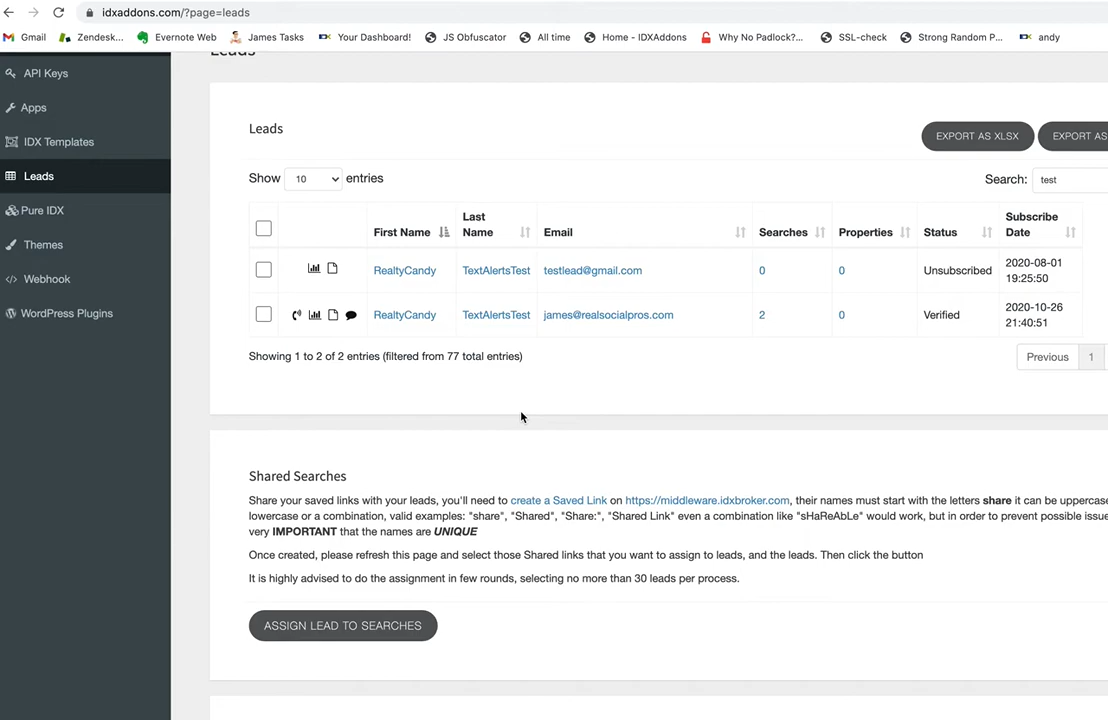 idxaddons.com/?page=leads
Gmail Zendesk... Evernote Web James Tasks Your Dashboard! JS Obfuscator All time Home - IDXAddons Why No Padlock?... SSL-check Strong Random P... andy
API Keys
Apps
IDX Templates
Leads
Pure IDX
Themes
Webhook
WordPress Plugins
Leads
Leads
EXPORT AS XLSX EXPORT AS
Show 10 entries Search: test
First Name Last Name Email Searches Properties Status Subscribe Date
RealtyCandy TextAlertsTest testlead@gmail.com 0 0 Unsubscribed 2020-08-01 19:25:50
RealtyCandy TextAlertsTest james@realsocialpros.com 2 0 Verified 2020-10-26 21:40:51
Showing 1 to 2 of 2 entries (filtered from 77 total entries) Previous 1
Shared Searches
Share your saved links with your leads, you'll need to create a Saved Link on https://middleware.idxbroker.com, their names must start with the letters share it can be uppercase
lowercase or a combination, valid examples: "share", "Shared", "Share:", "Shared Link" even a combination like "sHaReAbLe" would work, but in order to prevent possible issue
very IMPORTANT that the names are UNIQUE
Once created, please refresh this page and select those Shared links that you want to assign to leads, and the leads. Then click the button
It is highly advised to do the assignment in few rounds, selecting no more than 30 leads per process.
ASSIGN LEAD TO SEARCHES